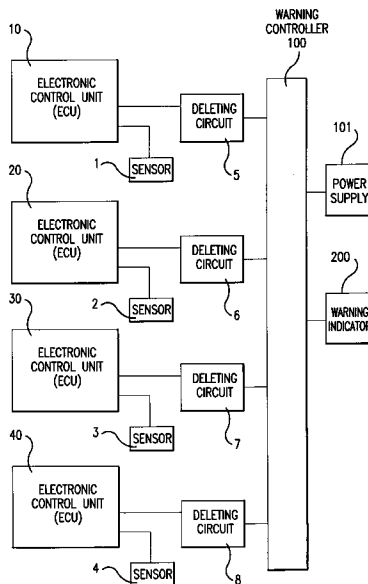 WARNING
CONTROLLER
100
10
ELECTRONIC
CONTROL UNIT
(ECU)
DELETING
CIRCUIT
5
1
SENSOR
101
POWER
SUPPLY
20
ELECTRONIC
CONTROL UNIT
(ECU)
DELETING
CIRCUIT
6
2
SENSOR
200
WARNING
INDICATOR
30
ELECTRONIC
CONTROL UNIT
(ECU)
DELETING
CIRCUIT
7
3
SENSOR
40
ELECTRONIC
CONTROL UNIT
(ECU)
DELETING
CIRCUIT
8
4
SENSOR